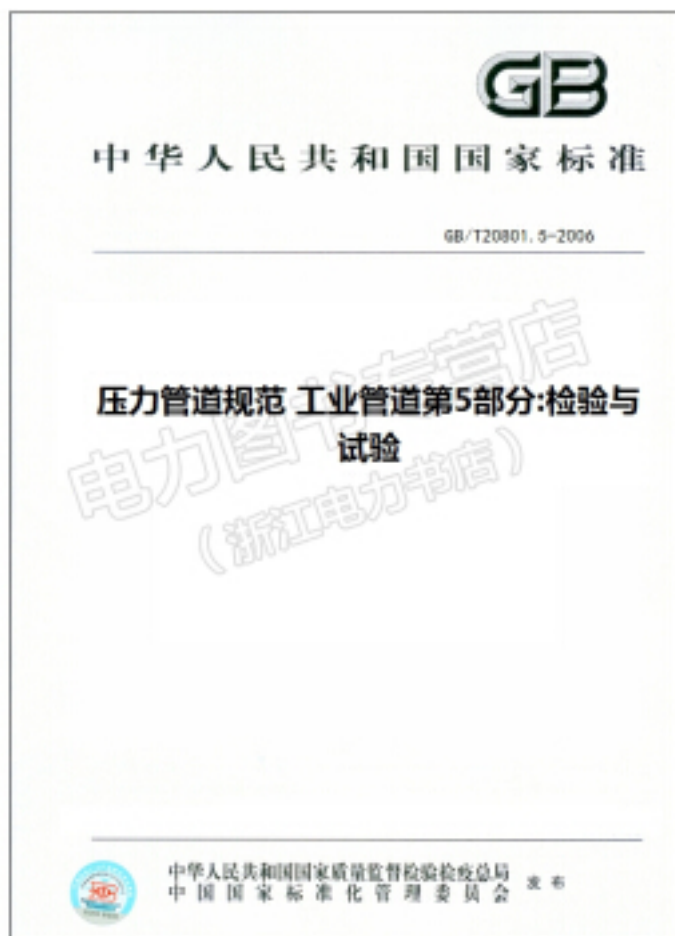 GB
中华人民共和国国家标准
GB/T20801.5-2006
电力图书专营店
压力管道规范 工业管道第5部分:检验与
试验
（浙江电力书店）
中华人民共和国国家质量监督检验检疫总局
中国国家标准化管理委员会
发布